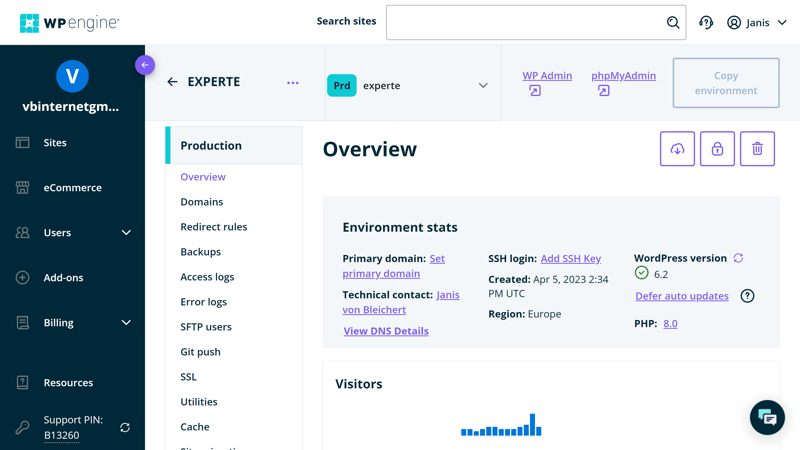 WP engine
Search sites
Janis
V
vbinternetgm...
Sites
eCommerce
Users
Add-ons
Billing
Resources
Support PIN:
B13260
EXPERTE
Prd experte
WP Admin
phpMyAdmin
Copy
environment
Production
Overview
Domains
Redirect rules
Backups
Access logs
Error logs
SFTP users
Git push
SSL
Utilities
Cache
Overview
Environment stats
Primary domain: Set
primary domain
Technical contact: Janis
von Bleichert
View DNS Details
SSH login: Add SSH Key
Created: Apr 5, 2023 2:34
PM UTC
Region: Europe
WordPress version
6.2
Defer auto updates
PHP: 8.0
Visitors